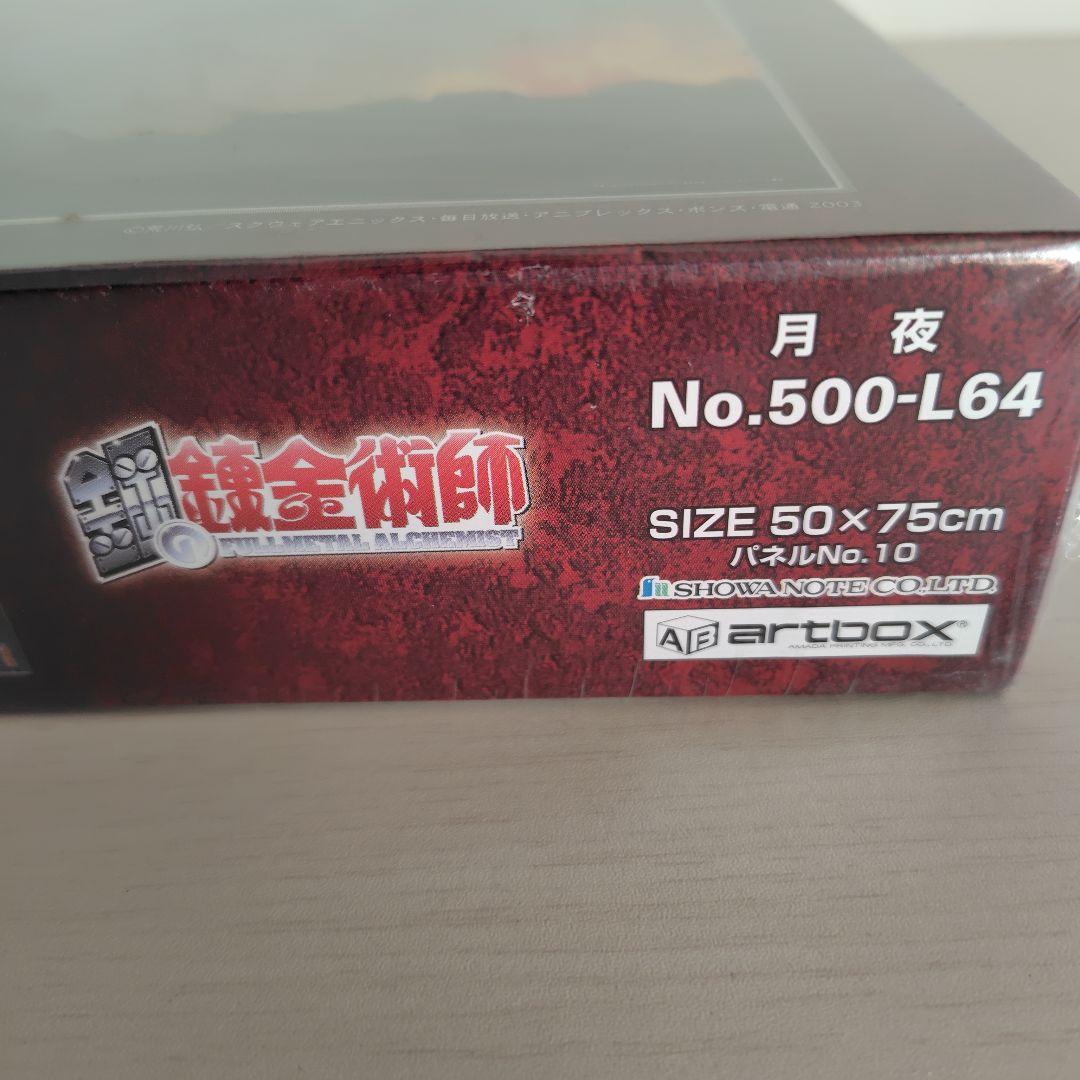 ©荒川弘/スクウェアエニックス・毎日放送・アニプレックス・ボンズ・電通 2003
月 夜
No.500-L64
鋼の錬金術師
FULLMETAL ALCHEMIST
SIZE 50×75cm
パネルNo.10
SHOWA NOTE CO.,LTD.
AB artbox®
AMADA PRINTING MFG. CO., LTD.